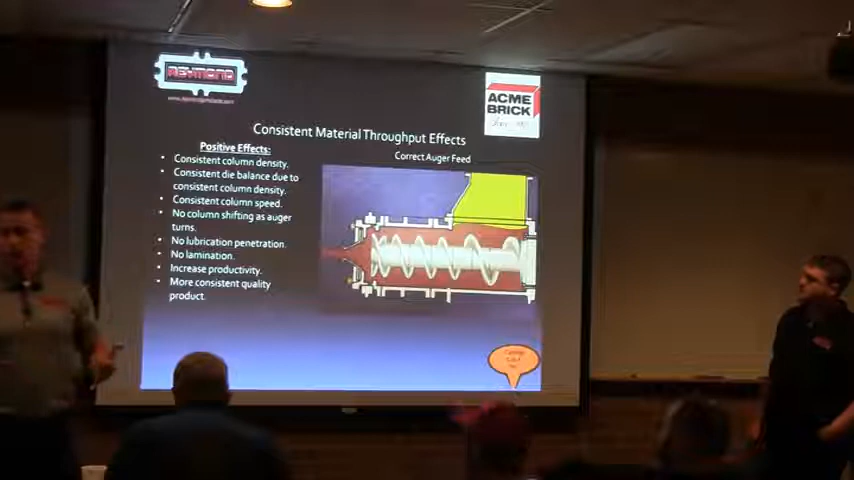 ACME
BRICK
Consistent Material Throughput Effects
Positive Effects:
Correct Auger Feed
• Consistent column density.
• Consistent die balance due to
consistent column density.
• Consistent column speed.
• No column shifting as auger
turns.
• No lubrication penetration.
• No lamination.
• Increase productivity.
• More consistent quality
product.